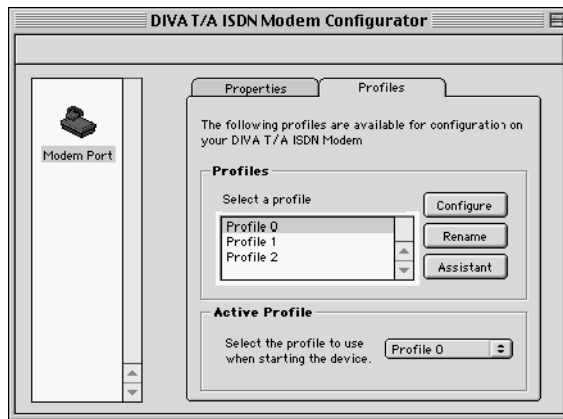 DIVA T/A ISDN Modem Configurator
Modem Port
Properties
Profiles
The following profiles are available for configuration on
your DIVA T/A ISDN Modem
Profiles
Select a profile
Profile 0
Profile 1
Profile 2
Configure
Rename
Assistant
Active Profile
Select the profile to use
when starting the device.
Profile 0